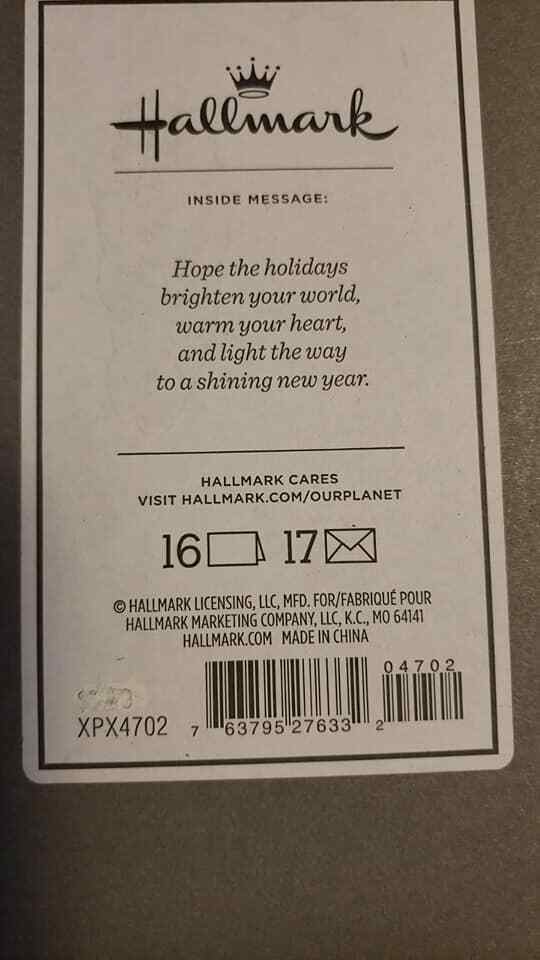 Hallmark
INSIDE MESSAGE:
Hope the holidays
brighten your world,
warm your heart,
and light the way
to a shining new year.
HALLMARK CARES
VISIT HALLMARK.COM/OURPLANET
16 17
© HALLMARK LICENSING, LLC, MFD. FOR/FABRIQUÉ POUR
HALLMARK MARKETING COMPANY, LLC, K.C., MO 64141
HALLMARK.COM MADE IN CHINA
04702
XPX4702 7 63795 27633 2